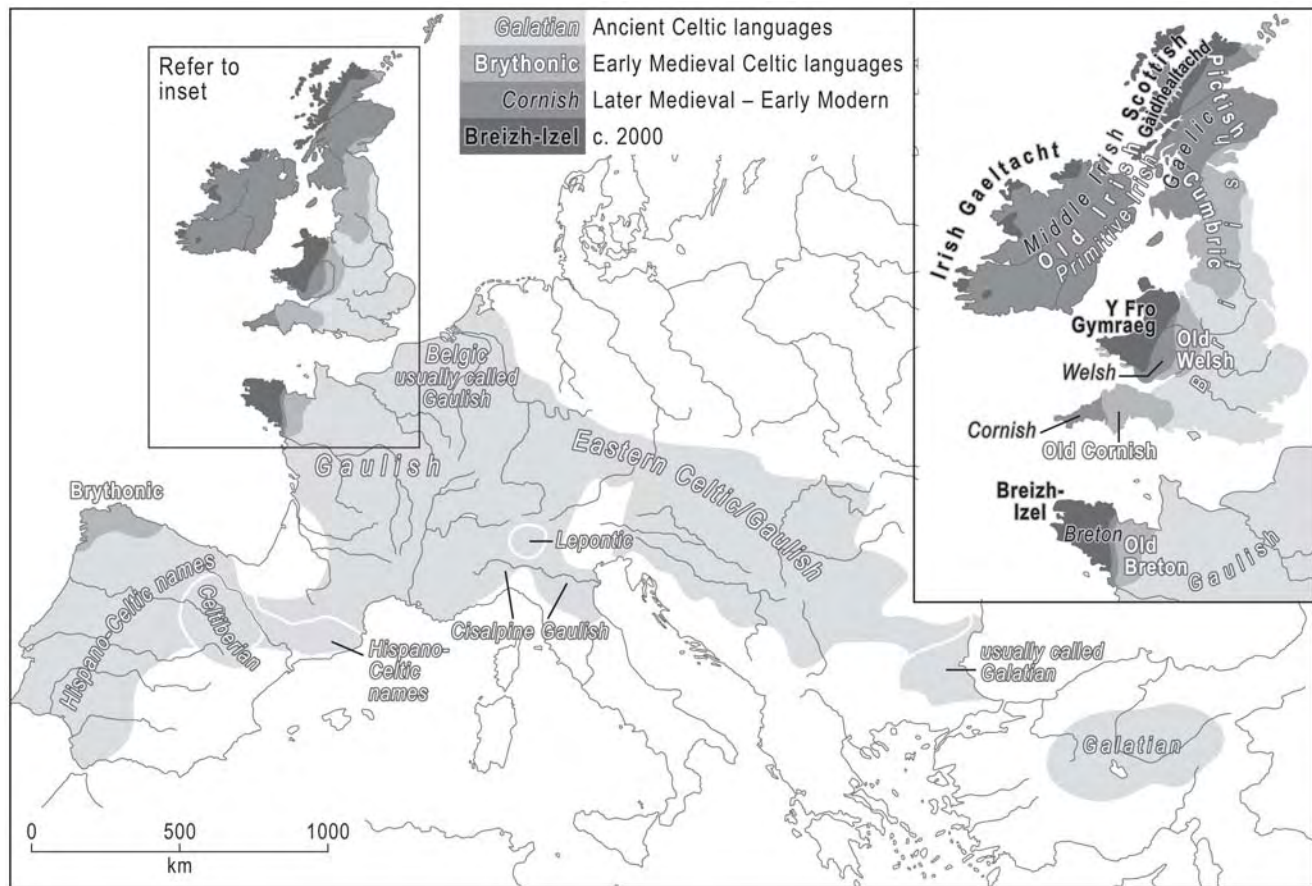 Galatian Ancient Celtic languages
Brythonic Early Medieval Celtic languages
Cornish Later Medieval – Early Modern
Breizh-Izel c. 2000
Refer to
inset
Belgic
usually called
Gaulish
Gaulish
Eastern Celtic/Gaulish
Brythonic
Lepontic
Hispano-Celtic names
Celtiberian
Cisalpine Gaulish
Hispano-
Celtic
names
usually called
Galatian
Galatian
0 500 1000
km
Irish Gaeltacht
Middle Irish
Old Irish
Primitive Irish
Scottish
Gàidhealtachd
Gaelic
Pictish
Cumbric
British
Y Fro
Gymraeg
Old
Welsh
Welsh
Cornish
Old Cornish
Breizh-
Izel
Breton
Old
Breton
Gaulish